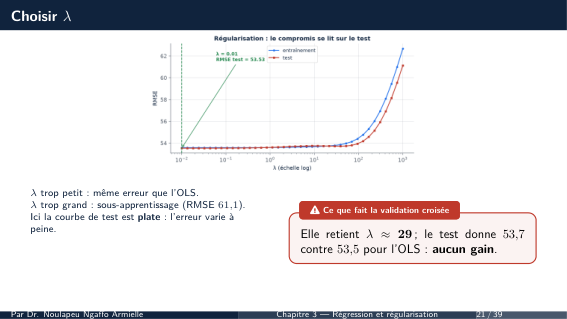 Choisir λ
Régularisation : le compromis se lit sur le test
λ = 0.01
RMSE test = 53.53
entraînement
test
RMSE
62
60
58
56
54
10⁻² 10⁻¹ 10⁰ 10¹ 10² 10³
λ (échelle log)
λ trop petit : même erreur que l'OLS.
λ trop grand : sous-apprentissage (RMSE 61,1).
Ici la courbe de test est plate : l'erreur varie à
peine.
Ce que fait la validation croisée
Elle retient λ ≈ 29 ; le test donne 53,7
contre 53,5 pour l'OLS : aucun gain.
Par Dr. Noulapeu Ngaffo Armielle
Chapitre 3 — Régression et régularisation
21 / 39